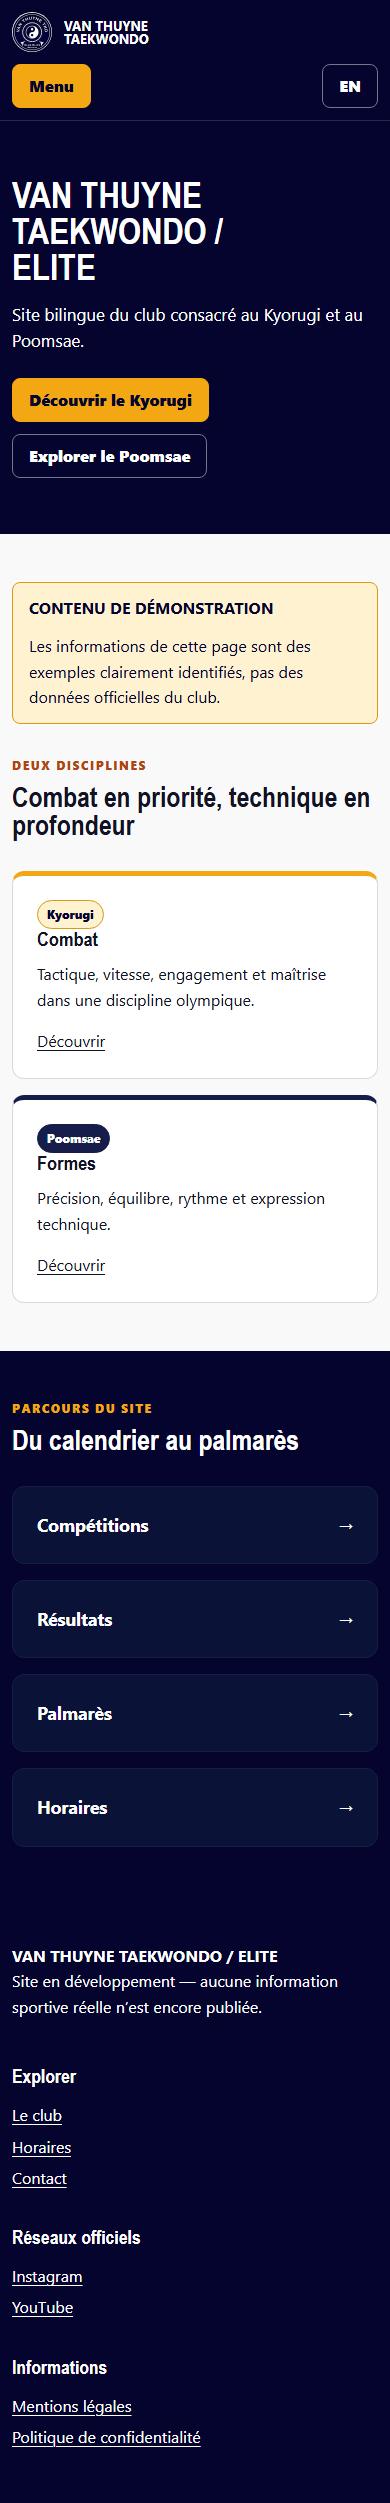 VAN THUYNE
TAEKWONDO
Menu
EN
VAN THUYNE
TAEKWONDO /
ELITE
Site bilingue du club consacré au Kyorugi et au
Poomsae.
Découvrir le Kyorugi
Explorer le Poomsae
CONTENU DE DÉMONSTRATION
Les informations de cette page sont des
exemples clairement identifiés, pas des
données officielles du club.
DEUX DISCIPLINES
Combat en priorité, technique en
profondeur
Kyorugi
Combat
Tactique, vitesse, engagement et maîtrise
dans une discipline olympique.
Découvrir
Poomsae
Formes
Précision, équilibre, rythme et expression
technique.
Découvrir
PARCOURS DU SITE
Du calendrier au palmarès
Compétitions →
Résultats →
Palmarès →
Horaires →
VAN THUYNE TAEKWONDO / ELITE
Site en développement — aucune information
sportive réelle n’est encore publiée.
Explorer
Le club
Horaires
Contact
Réseaux officiels
Instagram
YouTube
Informations
Mentions légales
Politique de confidentialité